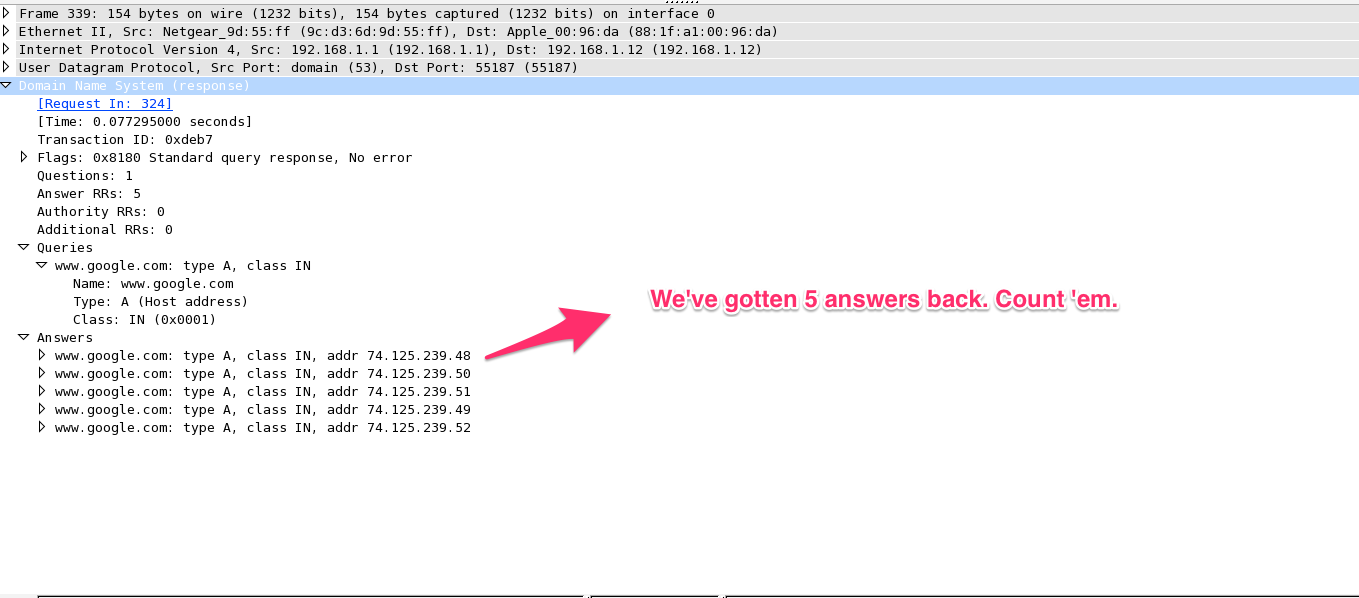 Frame 339: 154 bytes on wire (1232 bits), 154 bytes captured (1232 bits) on interface 0
Ethernet II, Src: Netgear_9d:55:ff (9c:d3:6d:9d:55:ff), Dst: Apple_00:96:da (88:1f:a1:00:96:da)
Internet Protocol Version 4, Src: 192.168.1.1 (192.168.1.1), Dst: 192.168.1.12 (192.168.1.12)
User Datagram Protocol, Src Port: domain (53), Dst Port: 55187 (55187)
Domain Name System (response)
[Request In: 324]
[Time: 0.077295000 seconds]
Transaction ID: 0xdeb7
Flags: 0x8180 Standard query response, No error
Questions: 1
Answer RRs: 5
Authority RRs: 0
Additional RRs: 0
Queries
www.google.com: type A, class IN
Name: www.google.com
Type: A (Host address)
Class: IN (0x0001)
We've gotten 5 answers back. Count 'em.
Answers
www.google.com: type A, class IN, addr 74.125.239.48
www.google.com: type A, class IN, addr 74.125.239.50
www.google.com: type A, class IN, addr 74.125.239.51
www.google.com: type A, class IN, addr 74.125.239.49
www.google.com: type A, class IN, addr 74.125.239.52